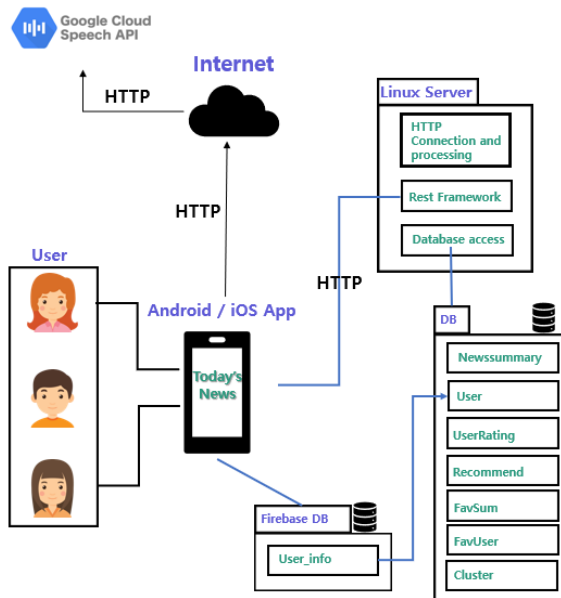 Google Cloud
Speech API
Internet
HTTP
Linux Server
HTTP
Connection and
processing
Rest Framework
HTTP
Database access
User
HTTP
Android / iOS App
DB
Today's
News
Newssummary
User
UserRating
Recommend
Firebase DB
FavSum
User_info
FavUser
Cluster